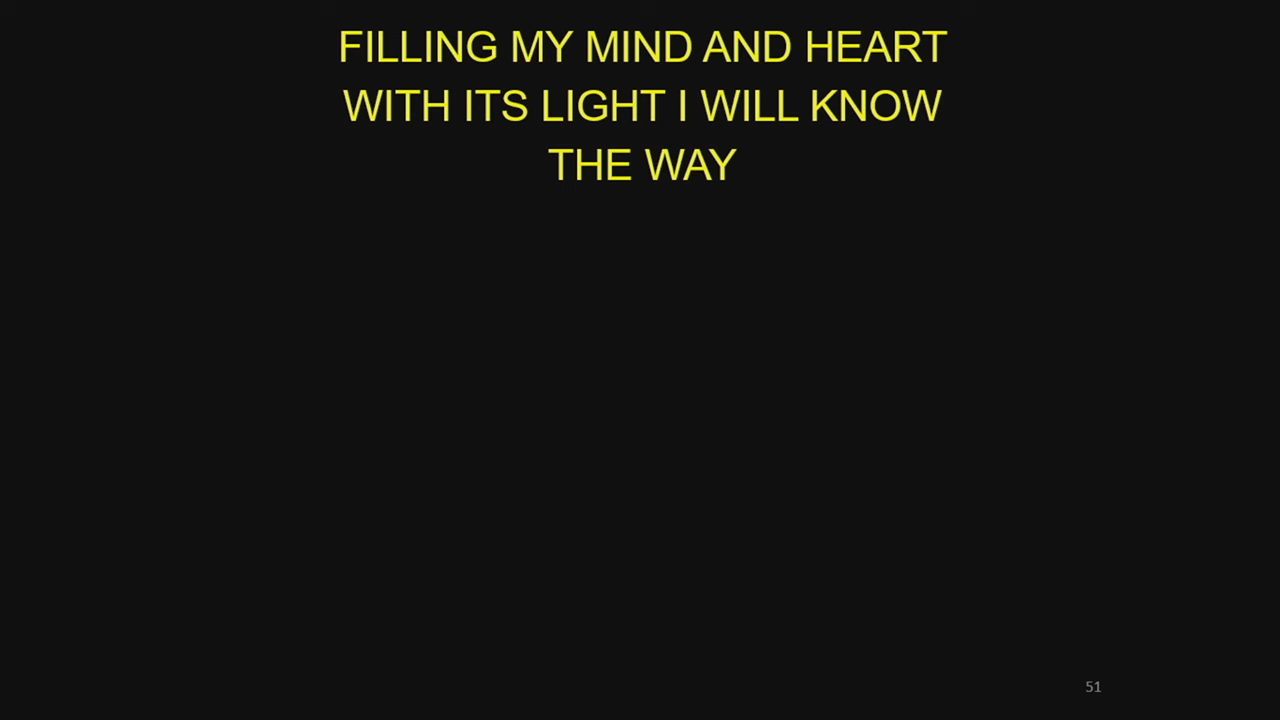 FILLING MY MIND AND HEART
WITH ITS LIGHT I WILL KNOW
THE WAY
51